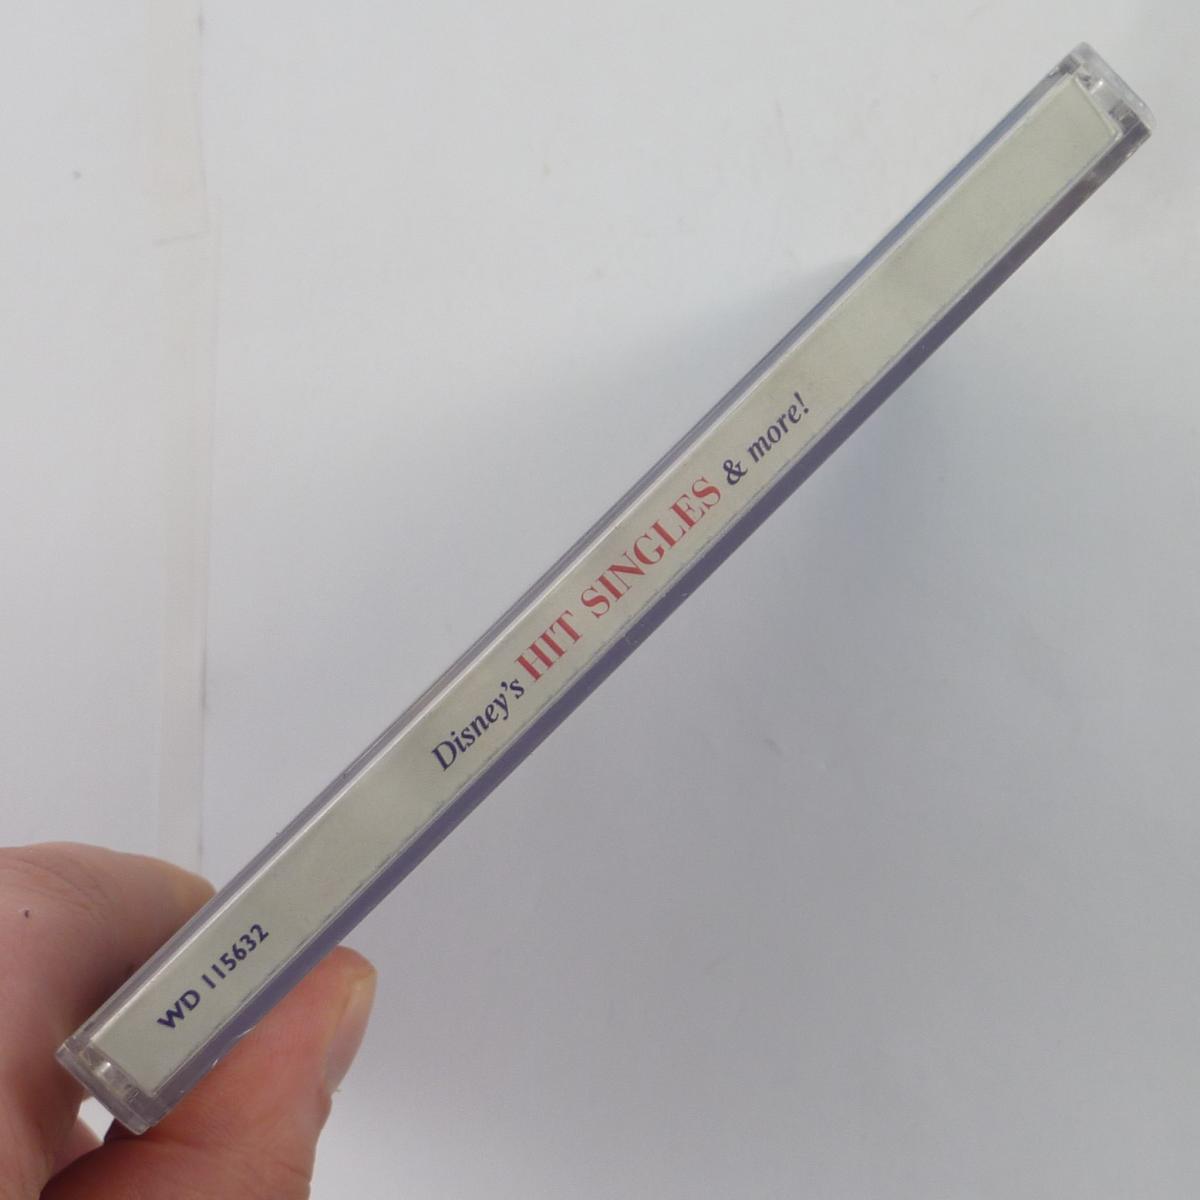 WD 115632
Disney's HIT SINGLES & more!